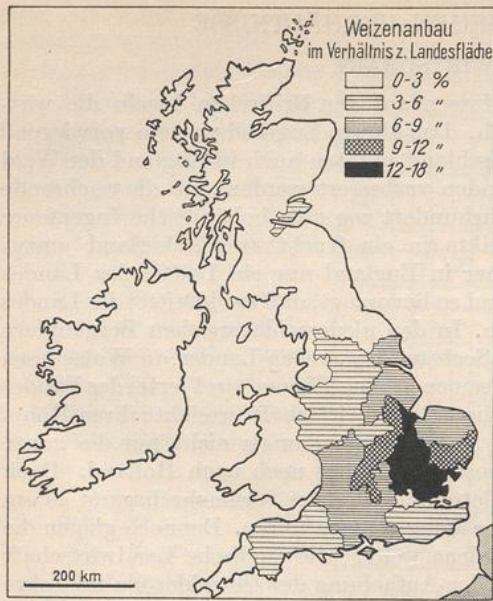 Weizenanbau
im Verhältnis z. Landesfläche
0-3 %
3-6 "
6-9 "
9-12 "
12-18 "
200 km